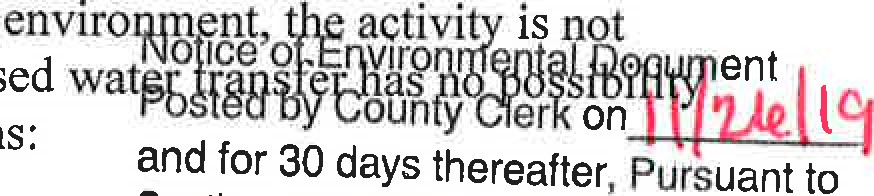 environment, the activity is not
Notice of Environmental Document
sed water transfer has no possibility
Posted by County Clerk on 11/26/19
ns:
and for 30 days thereafter, Pursuant to